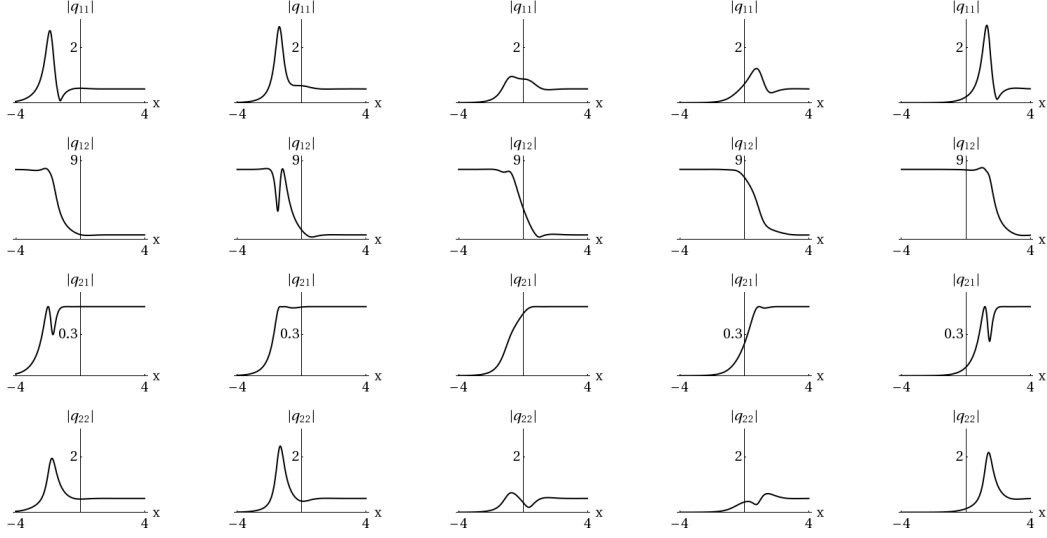 |q11| |q11| |q11| |q11| |q11|
2 2 2 2 2
x x x x x
−4 4 −4 4 −4 4 −4 4 −4 4
|q12| |q12| |q12| |q12| |q12|
9 9 9 9 9
x x x x x
−4 4 −4 4 −4 4 −4 4 −4 4
|q21| |q21| |q21| |q21| |q21|
0.3 0.3 0.3 0.3 0.3
x x x x x
−4 4 −4 4 −4 4 −4 4 −4 4
|q22| |q22| |q22| |q22| |q22|
2 2 2 2 2
x x x x x
−4 4 −4 4 −4 4 −4 4 −4 4